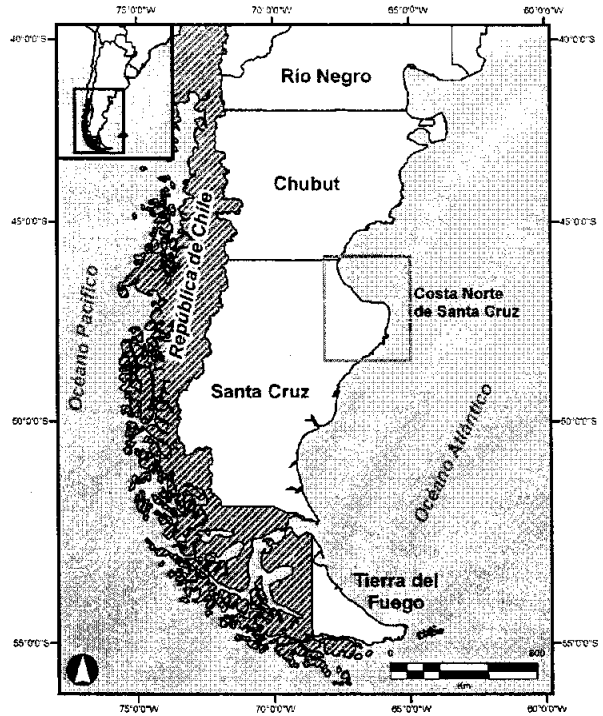 75°0'0"W 70°0'0"W 65°0'0"W 60°0'0"W
40°0'0"S 40°0'0"S
Río Negro
Chubut
45°0'0"S 45°0'0"S
República de Chile
Océano Pacífico
Costa Norte
de Santa Cruz
Santa Cruz
50°0'0"S 50°0'0"S
Océano Atlántico
Tierra del
Fuego
55°0'0"S 55°0'0"S
0 600
Km
75°0'0"W 70°0'0"W 65°0'0"W 60°0'0"W